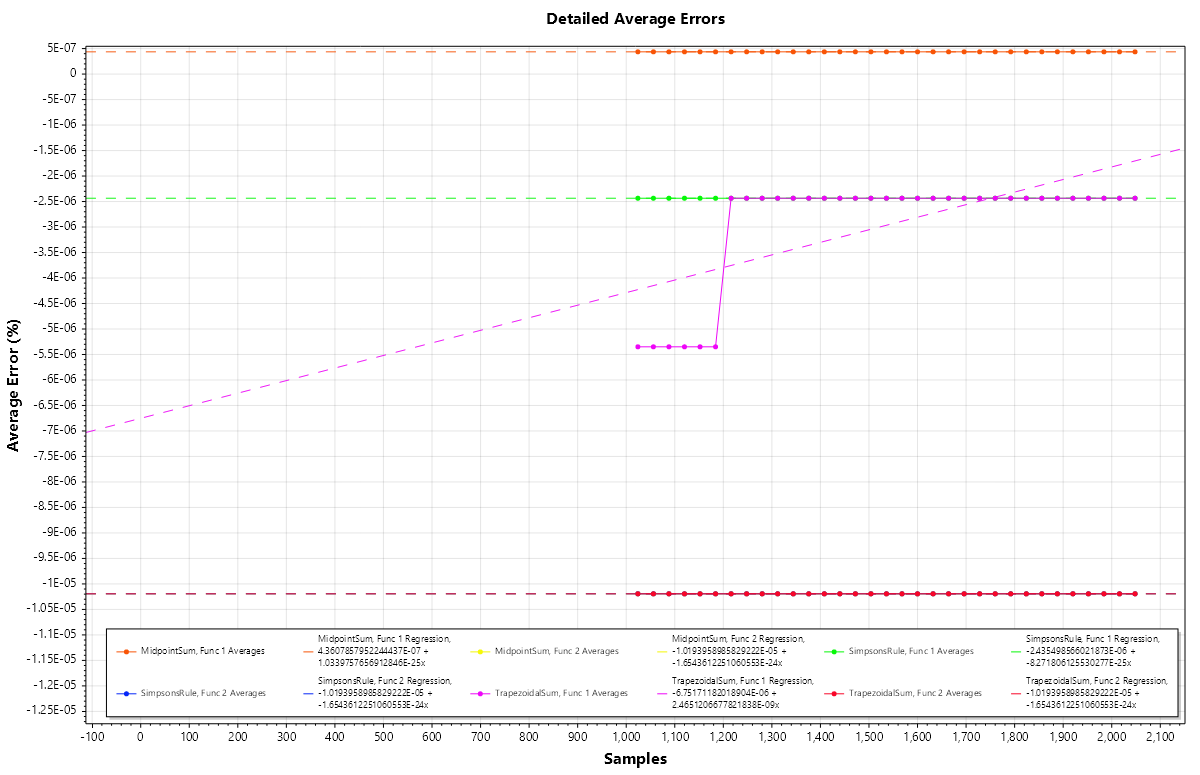 Detailed Average Errors
5E-07
0
-5E-07
-1E-06
-1.5E-06
-2E-06
-2.5E-06
-3E-06
-3.5E-06
-4E-06
-4.5E-06
-5E-06
-5.5E-06
-6E-06
-6.5E-06
-7E-06
-7.5E-06
-8E-06
-8.5E-06
-9E-06
-9.5E-06
-1E-05
-1.05E-05
-1.1E-05
-1.15E-05
-1.2E-05
-1.25E-05
Average Error (%)
MidpointSum, Func 1 Averages
MidpointSum, Func 1 Regression,
4.3607857952244437E-07 +
1.033975765691284​6E-25x
MidpointSum, Func 2 Averages
MidpointSum, Func 2 Regression,
-1.0193958985829222E-05 +
-1.6543612251060553E-24x
SimpsonsRule, Func 1 Averages
SimpsonsRule, Func 1 Regression,
-2.4354985660218​73E-06 +
-8.2718061255302​77E-25x
SimpsonsRule, Func 2 Averages
SimpsonsRule, Func 2 Regression,
-1.0193958985829222E-05 +
-1.6543612251060553E-24x
TrapezoidalSum, Func 1 Averages
TrapezoidalSum, Func 1 Regression,
-6.751711182018904E-06 +
2.4651206677821838E-09x
TrapezoidalSum, Func 2 Averages
TrapezoidalSum, Func 2 Regression,
-1.0193958985829222E-05 +
-1.6543612251060553E-24x
-100 0 100 200 300 400 500 600 700 800 900 1,000 1,100 1,200 1,300 1,400 1,500 1,600 1,700 1,800 1,900 2,000 2,100
Samples